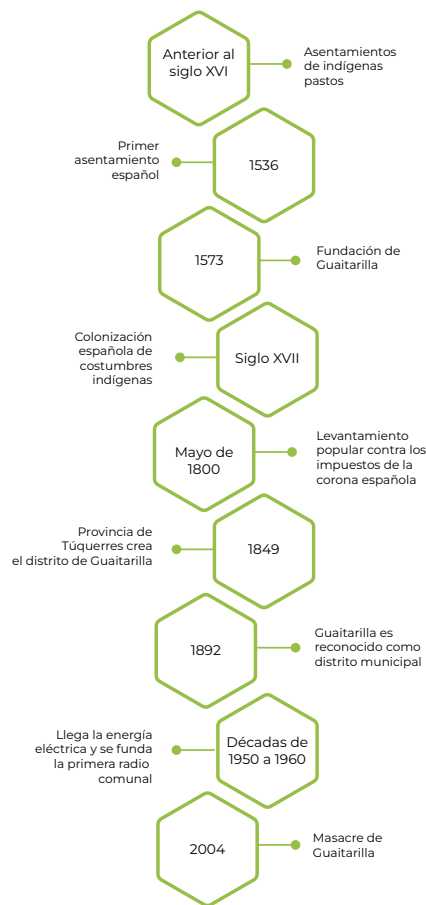 Anterior al
siglo XVI
Asentamientos
de indígenas
pastos
Primer
asentamiento
español
1536
1573
Fundación de
Guaitarilla
Colonización
española de
costumbres
indígenas
Siglo XVII
Mayo de
1800
Levantamiento
popular contra los
impuestos de la
corona española
Provincia de
Túquerres crea
el distrito de Guaitarilla
1849
1892
Guaitarilla es
reconocido como
distrito municipal
Llega la energía
eléctrica y se funda
la primera radio
comunal
Décadas de
1950 a 1960
2004
Masacre de
Guaitarilla